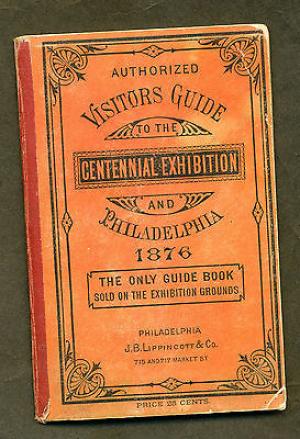 AUTHORIZED
VISITORS GUIDE
TO THE
CENTENNIAL EXHIBITION
AND
PHILADELPHIA
1876
THE ONLY GUIDE BOOK
SOLD ON THE EXHIBITION GROUNDS
PHILADELPHIA
J. B. LIPPINCOTT & CO.
715 AND 717 MARKET ST
PRICE 25 CENTS.